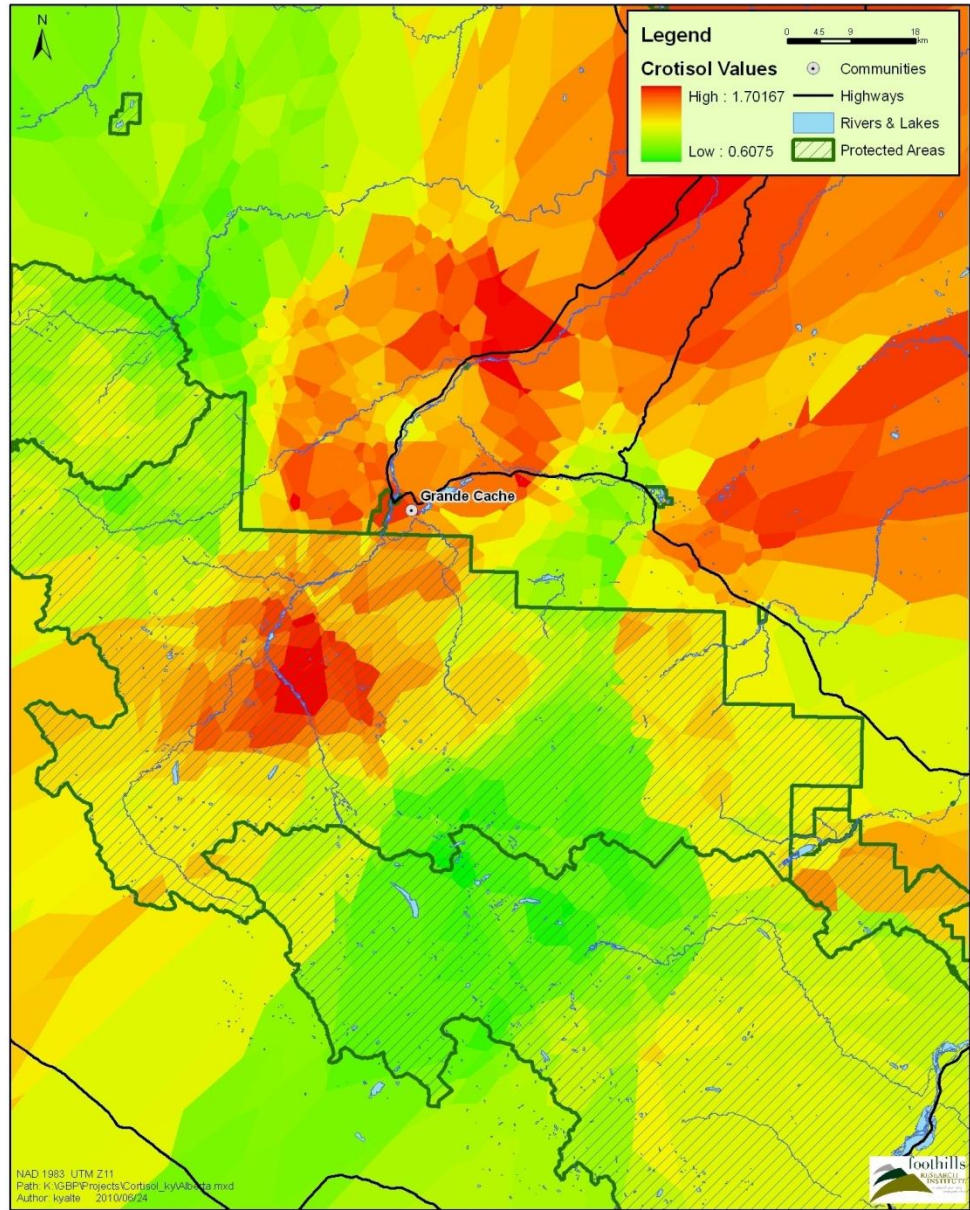 N
Legend
0 4.5 9 18
km
Crotisol Values
High : 1.70167
Low : 0.6075
Communities
Highways
Rivers & Lakes
Protected Areas
Grande Cache
NAD 1983 UTM Z11
Path: K:\GBP\Projects\Cortisol_ky\Alberta.mxd
Author: kyalte 2010/06/24
foothills
RESEARCH
INSTITUTE